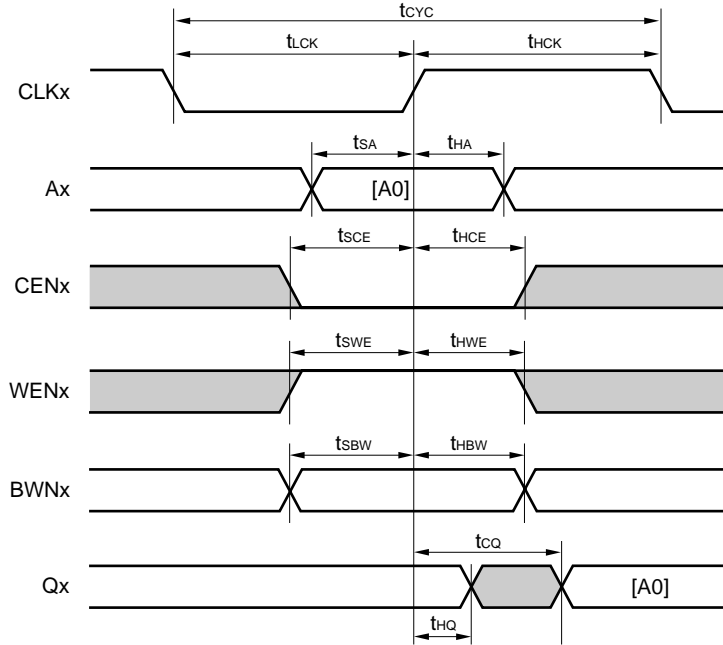 tCYC
tLCK tHCK
CLKx
tSA tHA
Ax [A0]
tSCE tHCE
CENx
tSWE tHWE
WENx
tSBW tHBW
BWNx
tCQ
Qx [A0]
tHQ